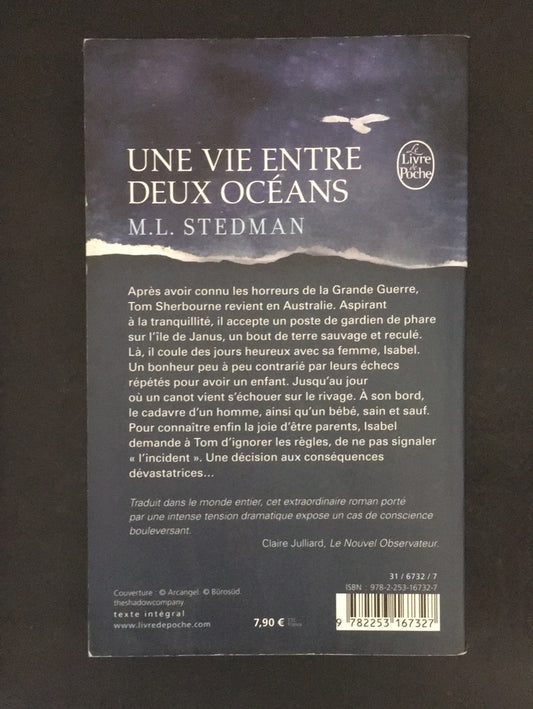 UNE VIE ENTRE
DEUX OCÉANS
M.L. STEDMAN
Le
Livre
de
Poche
Après avoir connu les horreurs de la Grande Guerre,
Tom Sherbourne revient en Australie. Aspirant
à la tranquillité, il accepte un poste de gardien de phare
sur l'île de Janus, un bout de terre sauvage et reculé.
Là, il coule des jours heureux avec sa femme, Isabel.
Un bonheur peu à peu contrarié par leurs échecs
répétés pour avoir un enfant. Jusqu'au jour
où un canot vient s'échouer sur le rivage. À son bord,
le cadavre d'un homme, ainsi qu'un bébé, sain et sauf.
Pour connaître enfin la joie d'être parents, Isabel
demande à Tom d'ignorer les règles, de ne pas signaler
« l'incident ». Une décision aux conséquences
dévastatrices…
Traduit dans le monde entier, cet extraordinaire roman porté
par une intense tension dramatique expose un cas de conscience
bouleversant.
Claire Julliard, Le Nouvel Observateur.
31 / 6732 / 7
ISBN : 978-2-253-16732-7
Couverture : © Arcangel. © Bürosüd.
theshadowcompany.
texte intégral
www.livredepoche.com
7,90 €
France
9 782253 167327